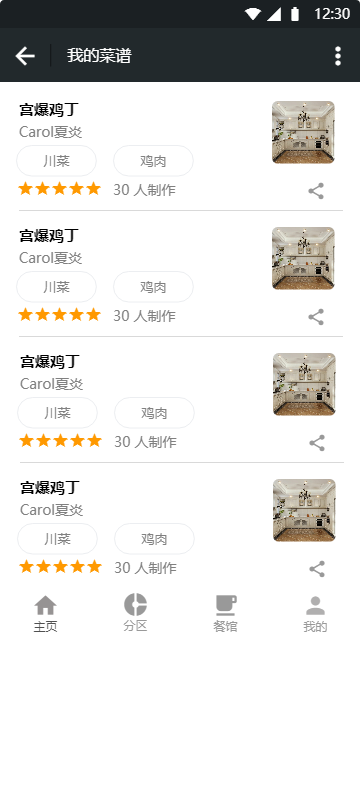 12:30
我的菜谱
宫爆鸡丁
Carol夏炎
川菜 鸡肉
30 人制作
宫爆鸡丁
Carol夏炎
川菜 鸡肉
30 人制作
宫爆鸡丁
Carol夏炎
川菜 鸡肉
30 人制作
宫爆鸡丁
Carol夏炎
川菜 鸡肉
30 人制作
主页 分区 餐馆 我的